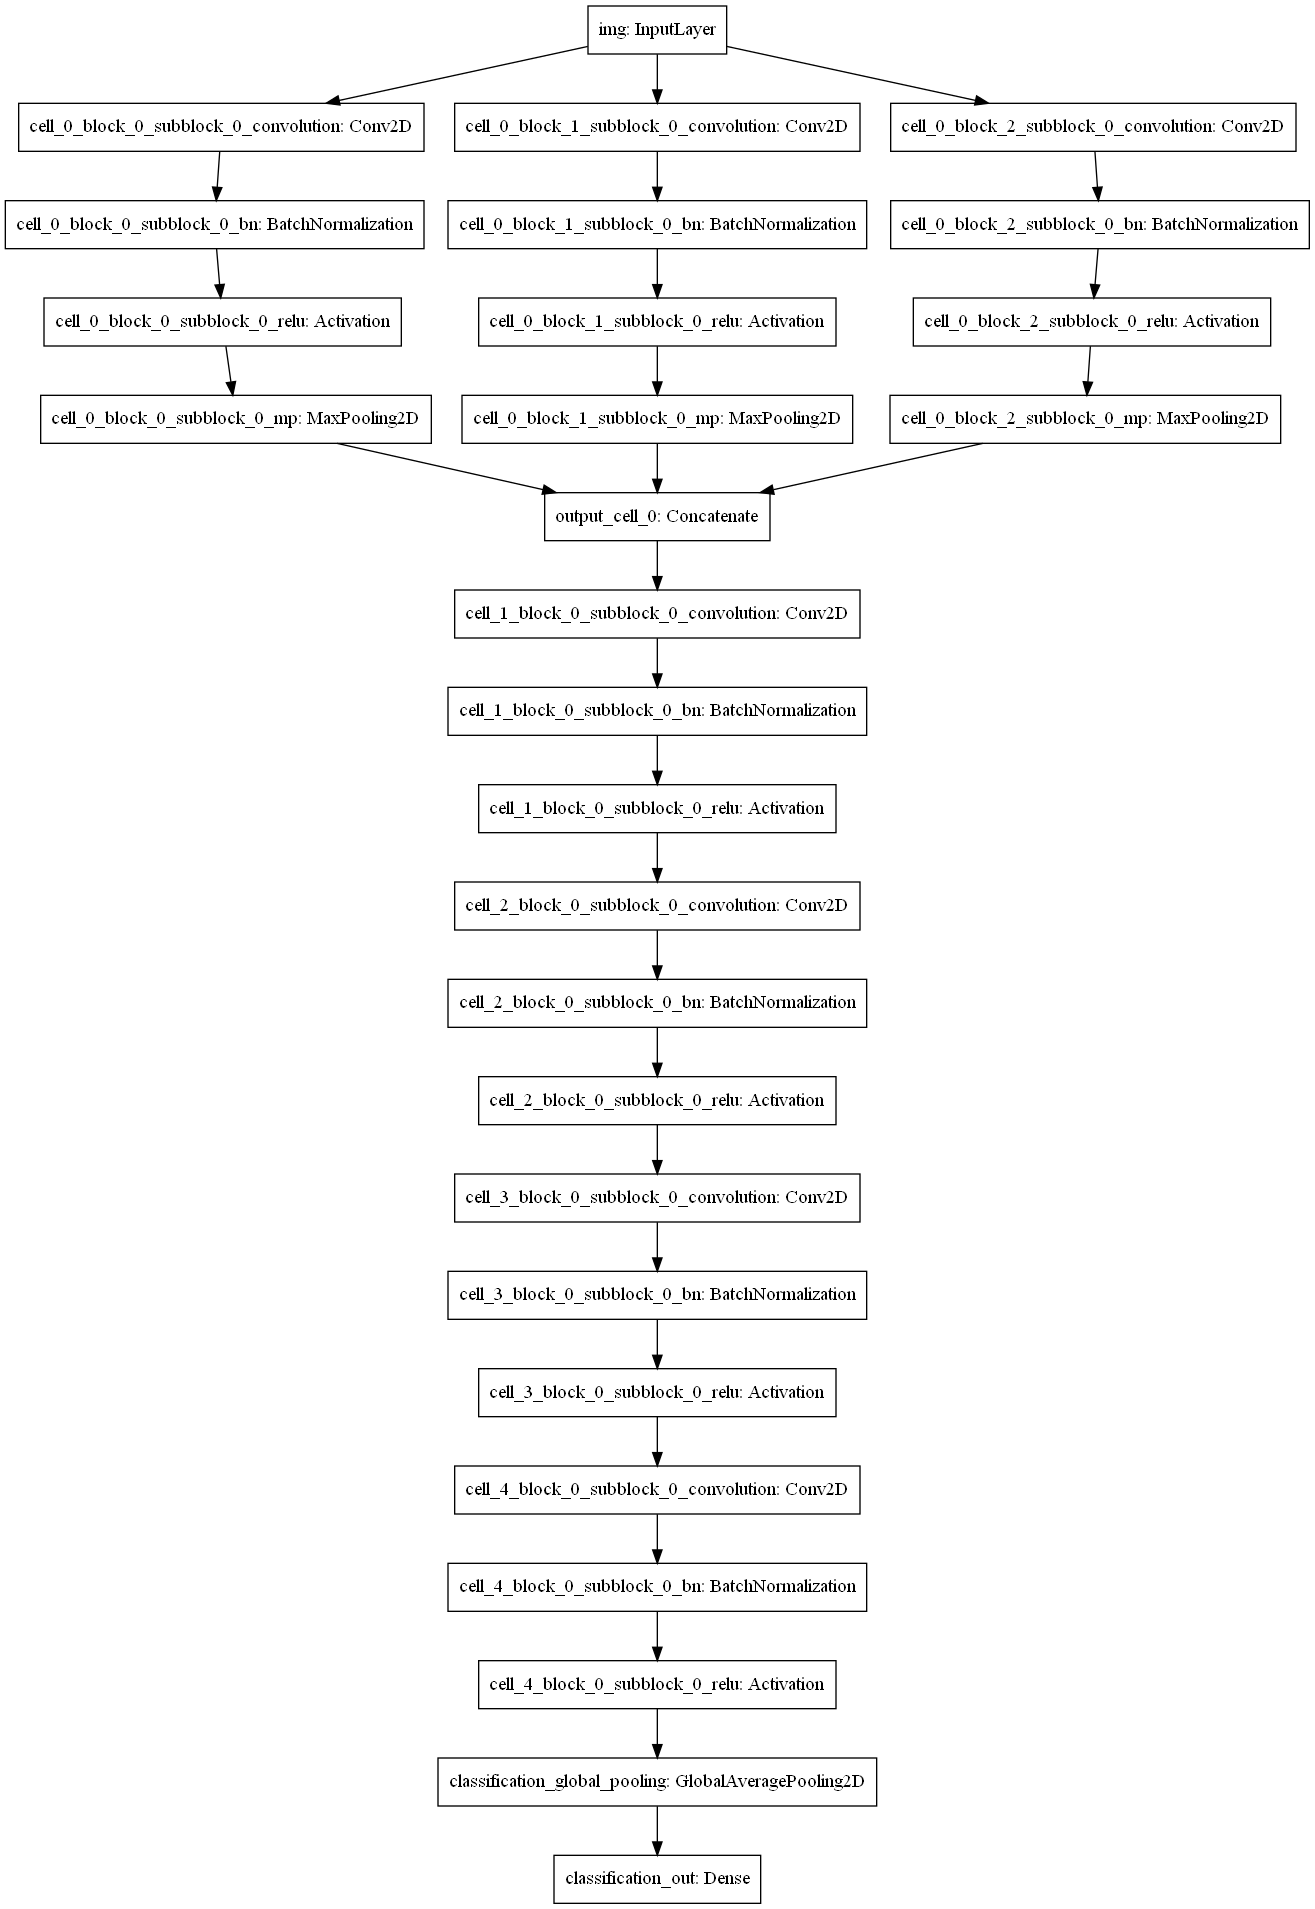 img: InputLayer
cell_0_block_0_subblock_0_convolution: Conv2D
cell_0_block_1_subblock_0_convolution: Conv2D
cell_0_block_2_subblock_0_convolution: Conv2D
cell_0_block_0_subblock_0_bn: BatchNormalization
cell_0_block_1_subblock_0_bn: BatchNormalization
cell_0_block_2_subblock_0_bn: BatchNormalization
cell_0_block_0_subblock_0_relu: Activation
cell_0_block_1_subblock_0_relu: Activation
cell_0_block_2_subblock_0_relu: Activation
cell_0_block_0_subblock_0_mp: MaxPooling2D
cell_0_block_1_subblock_0_mp: MaxPooling2D
cell_0_block_2_subblock_0_mp: MaxPooling2D
output_cell_0: Concatenate
cell_1_block_0_subblock_0_convolution: Conv2D
cell_1_block_0_subblock_0_bn: BatchNormalization
cell_1_block_0_subblock_0_relu: Activation
cell_2_block_0_subblock_0_convolution: Conv2D
cell_2_block_0_subblock_0_bn: BatchNormalization
cell_2_block_0_subblock_0_relu: Activation
cell_3_block_0_subblock_0_convolution: Conv2D
cell_3_block_0_subblock_0_bn: BatchNormalization
cell_3_block_0_subblock_0_relu: Activation
cell_4_block_0_subblock_0_convolution: Conv2D
cell_4_block_0_subblock_0_bn: BatchNormalization
cell_4_block_0_subblock_0_relu: Activation
classification_global_pooling: GlobalAveragePooling2D
classification_out: Dense